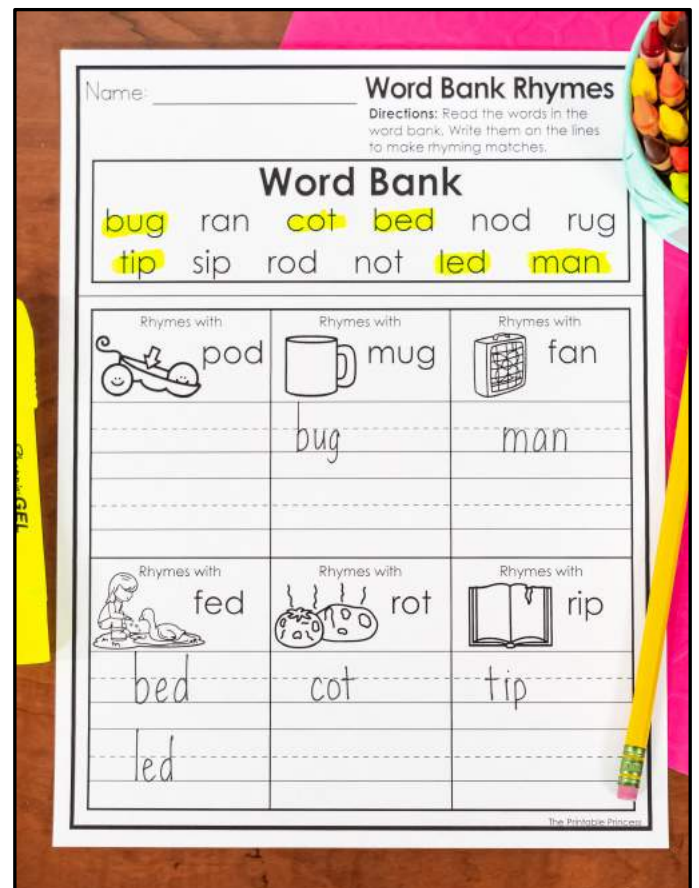 Name:
Word Bank Rhymes
Directions: Read the words in the
word bank. Write them on the lines
to make rhyming matches.
Word Bank
bug ran cot bed nod rug
tip sip rod not led man
Rhymes with Rhymes with Rhymes with
pod mug fan
bug man
Rhymes with Rhymes with Rhymes with
fed rot rip
bed cot tip
led
The Printable Princess
GEL